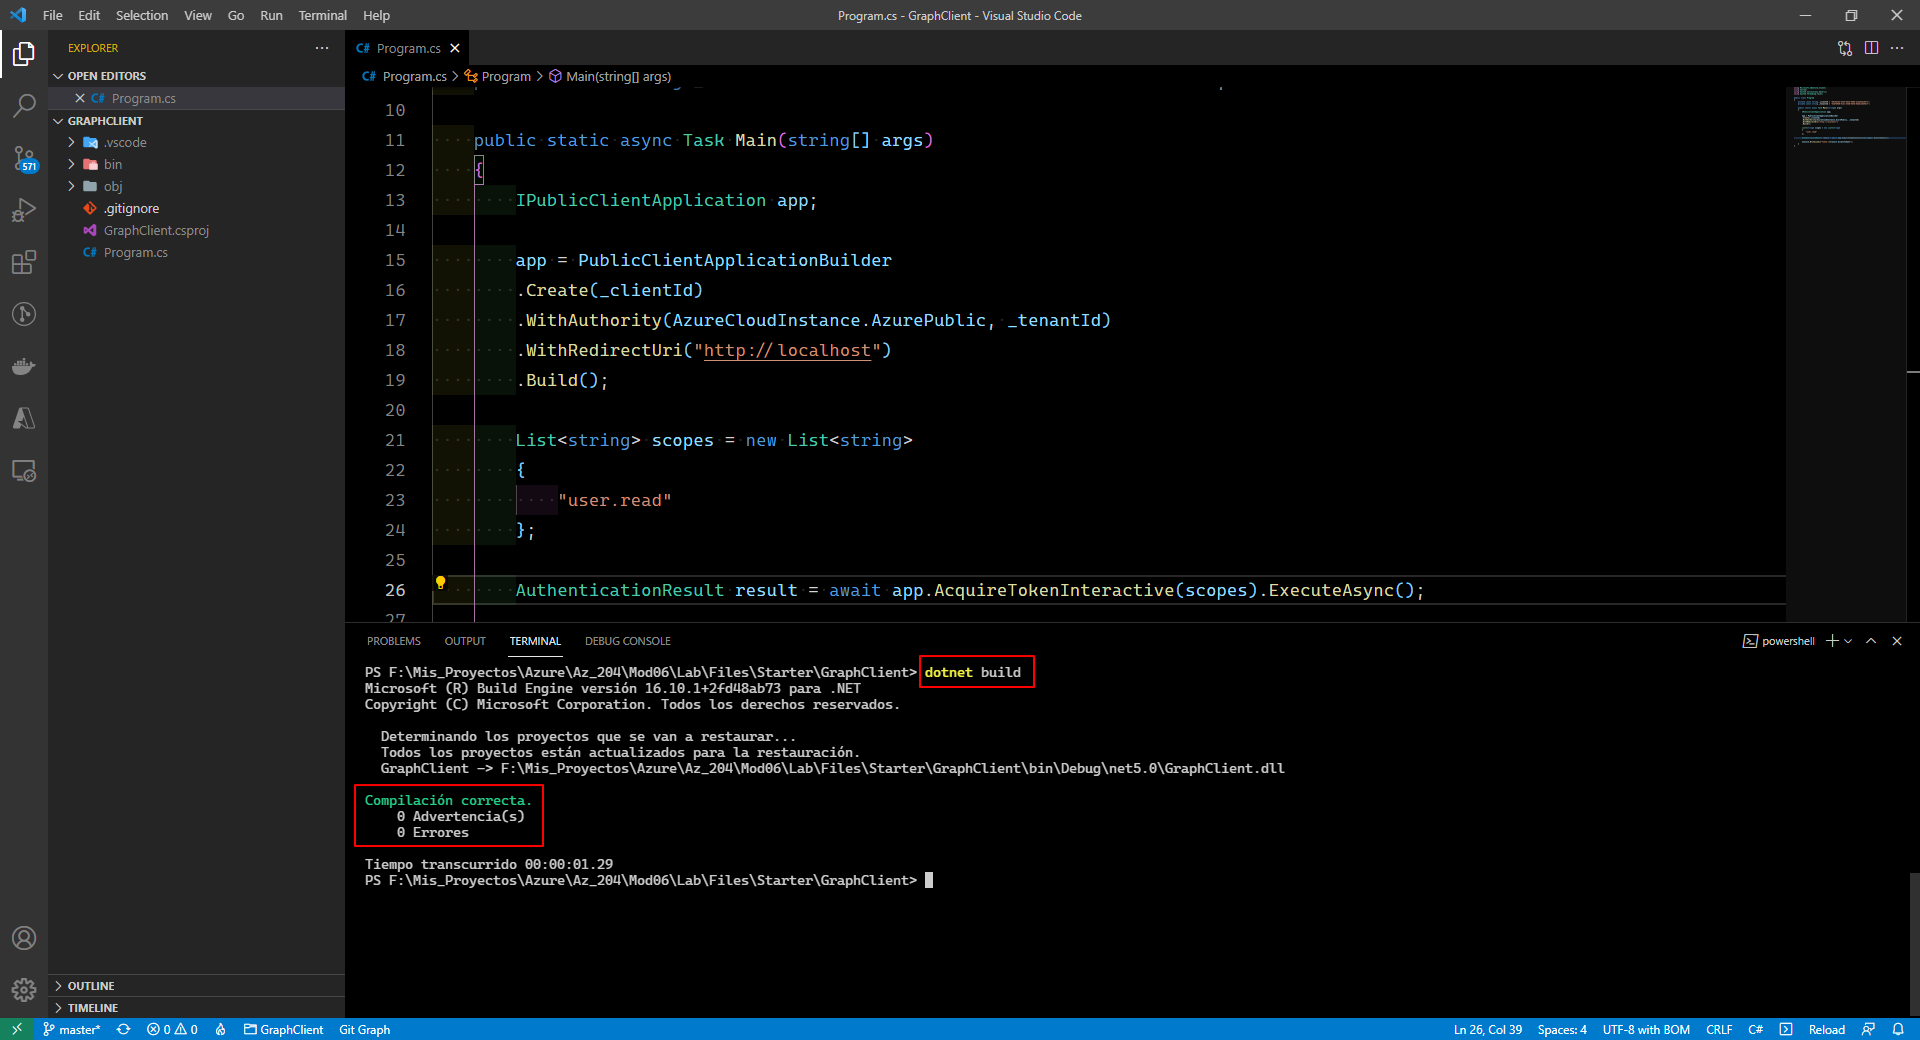 File Edit Selection View Go Run Terminal Help
Program.cs - GraphClient - Visual Studio Code
EXPLORER
OPEN EDITORS
C# Program.cs
GRAPHCLIENT
.vscode
bin
obj
.gitignore
GraphClient.csproj
C# Program.cs
OUTLINE
TIMELINE
571
C# Program.cs
C# Program.cs > Program > Main(string[] args)
10
11 public static async Task Main(string[] args)
12 {
13 IPublicClientApplication app;
14
15 app = PublicClientApplicationBuilder
16 .Create(_clientId)
17 .WithAuthority(AzureCloudInstance.AzurePublic, _tenantId)
18 .WithRedirectUri("http://localhost")
19 .Build();
20
21 List<string> scopes = new List<string>
22 {
23 "user.read"
24 };
25
26 AuthenticationResult result = await app.AcquireTokenInteractive(scopes).ExecuteAsync();
27
PROBLEMS OUTPUT TERMINAL DEBUG CONSOLE
powershell
PS F:\Mis_Proyectos\Azure\Az_204\Mod06\Lab\Files\Starter\GraphClient> dotnet build
Microsoft (R) Build Engine versión 16.10.1+2fd48ab73 para .NET
Copyright (C) Microsoft Corporation. Todos los derechos reservados.
Determinando los proyectos que se van a restaurar...
Todos los proyectos están actualizados para la restauración.
GraphClient -> F:\Mis_Proyectos\Azure\Az_204\Mod06\Lab\Files\Starter\GraphClient\bin\Debug\net5.0\GraphClient.dll
Compilación correcta.
0 Advertencia(s)
0 Errores
Tiempo transcurrido 00:00:01.29
PS F:\Mis_Proyectos\Azure\Az_204\Mod06\Lab\Files\Starter\GraphClient>
master* 0 0 GraphClient Git Graph
Ln 26, Col 39 Spaces: 4 UTF-8 with BOM CRLF C# Reload